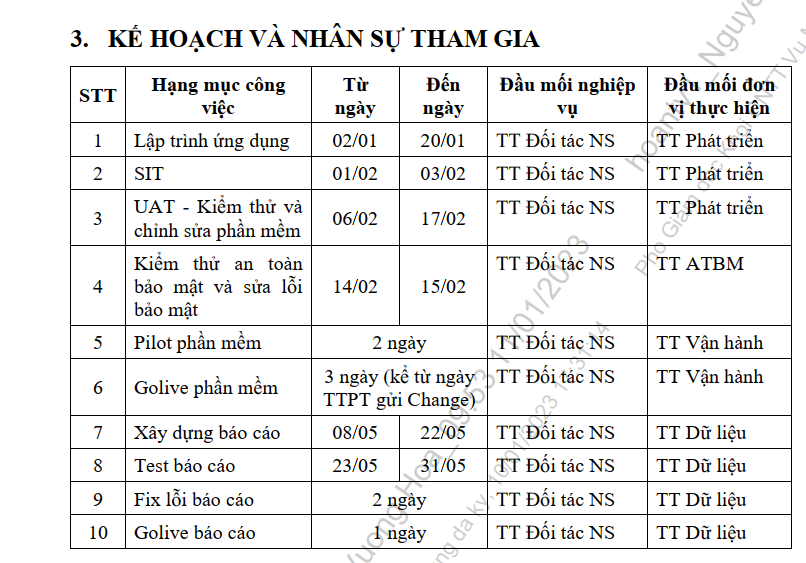 3. KẾ HOẠCH VÀ NHÂN SỰ THAM GIA
STT Hạng mục công việc Từ ngày Đến ngày Đầu mối nghiệp vụ Đầu mối đơn vị thực hiện
1 Lập trình ứng dụng 02/01 20/01 TT Đối tác NS TT Phát triển
2 SIT 01/02 03/02 TT Đối tác NS TT Phát triển
3 UAT - Kiểm thử và chỉnh sửa phần mềm 06/02 17/02 TT Đối tác NS TT Phát triển
4 Kiểm thử an toàn bảo mật và sửa lỗi bảo mật 14/02 15/02 TT Đối tác NS TT ATBM
5 Pilot phần mềm 2 ngày TT Đối tác NS TT Vận hành
6 Golive phần mềm 3 ngày (kể từ ngày TTPT gửi Change) TT Đối tác NS TT Vận hành
7 Xây dựng báo cáo 08/05 22/05 TT Đối tác NS TT Dữ liệu
8 Test báo cáo 23/05 31/05 TT Đối tác NS TT Dữ liệu
9 Fix lỗi báo cáo 2 ngày TT Đối tác NS TT Dữ liệu
10 Golive báo cáo 1 ngày TT Đối tác NS TT Dữ liệu